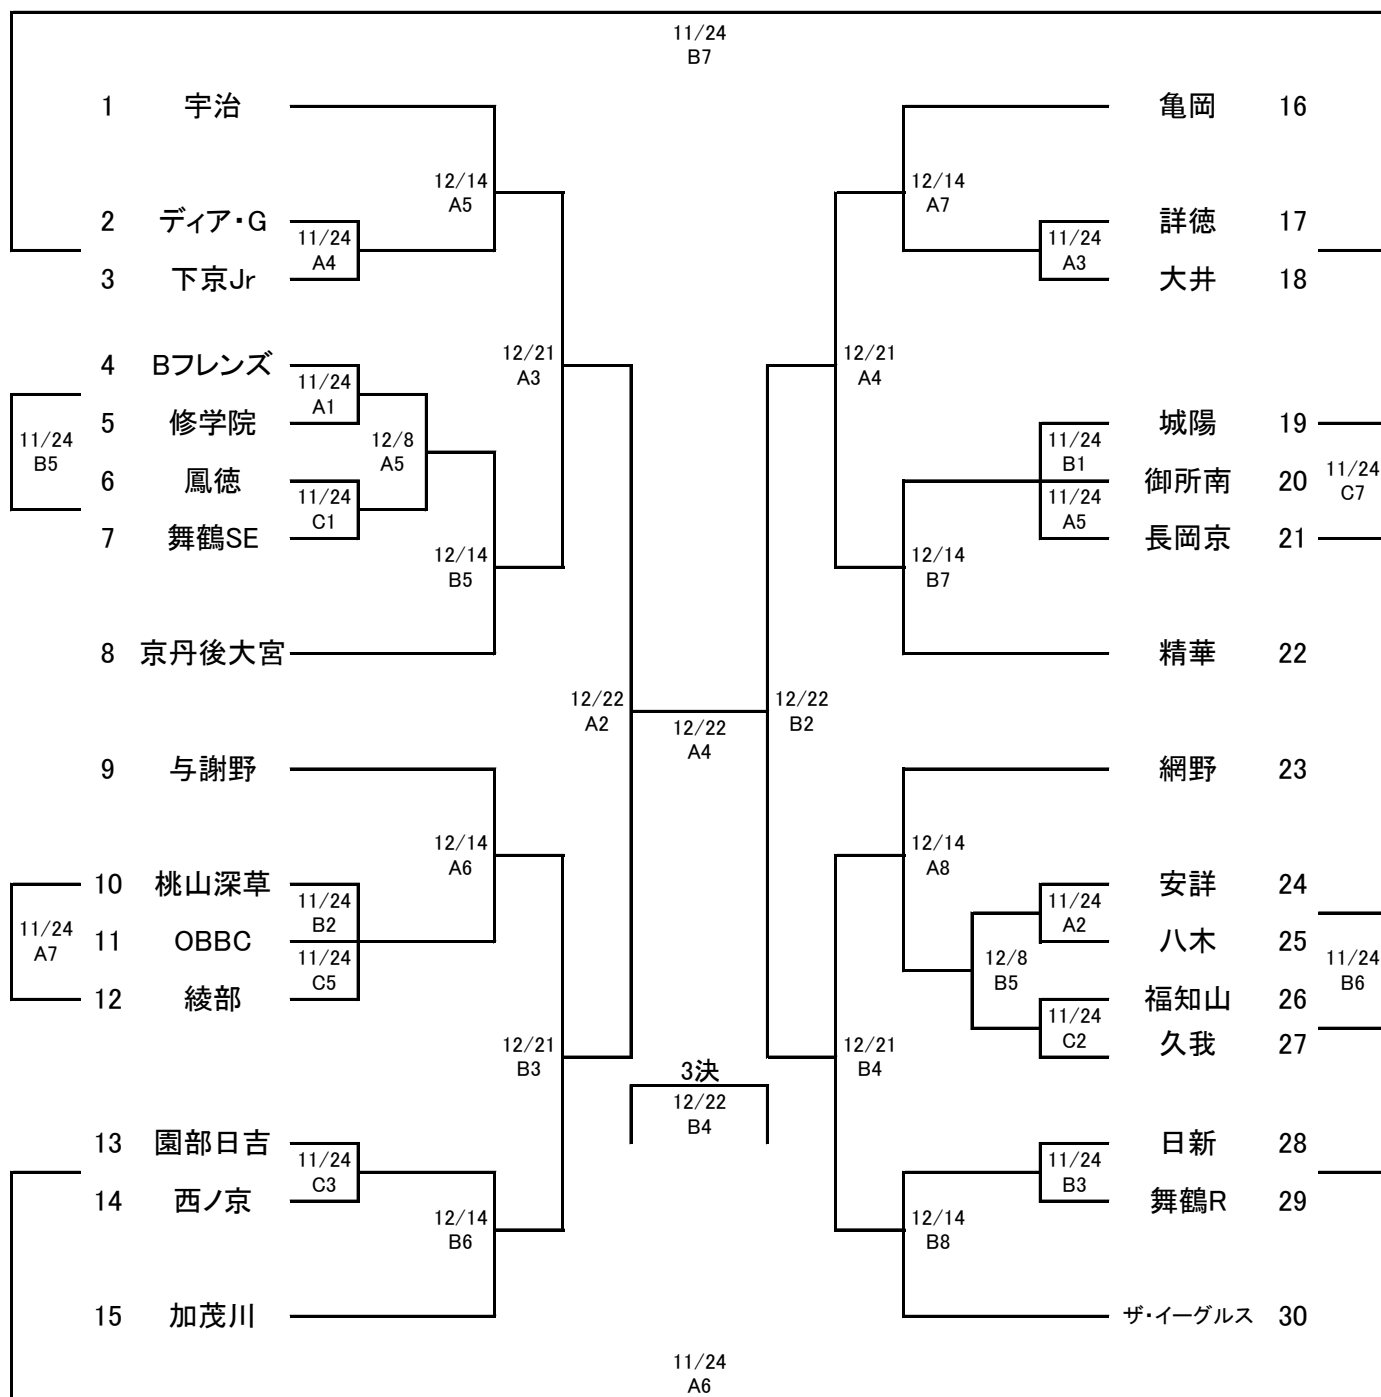 11/24
B7
1 宇治
亀岡 16
12/14
A5
12/14
A7
2 ディア・G
11/24
A4
3 下京Jr
詳徳 17
11/24
A3
大井 18
4 Bフレンズ
11/24
A1
5 修学院
11/24
B5
12/8
A5
6 鳳徳
11/24
C1
7 舞鶴SE
12/21
A3
12/21
A4
城陽 19
11/24
B1
御所南 20
11/24
C7
11/24
A5
長岡京 21
12/14
B5
12/14
B7
8 京丹後大宮
精華 22
12/22
A2
12/22
A4
12/22
B2
9 与謝野
網野 23
12/14
A6
12/14
A8
10 桃山深草
11/24
B2
11/24
A7
11 OBBC
11/24
C5
12 綾部
安詳 24
11/24
A2
八木 25
12/8
B5
11/24
B6
福知山 26
11/24
C2
久我 27
12/21
B3
12/21
B4
3決
12/22
B4
13 園部日吉
11/24
C3
14 西ノ京
日新 28
11/24
B3
舞鶴R 29
12/14
B6
12/14
B8
15 加茂川
ザ・イーグルス 30
11/24
A6